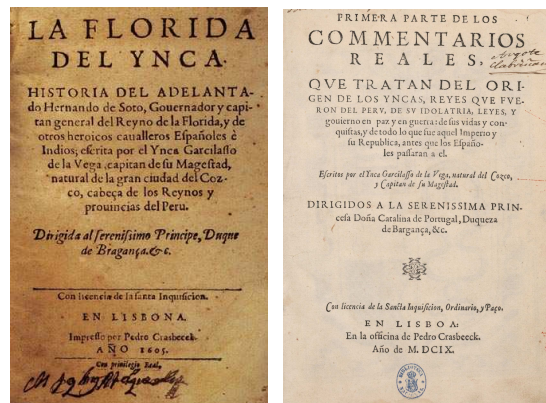 LA FLORIDA
DEL YNCA.
HISTORIA DEL ADELANTA-
do Hernando de Soto, Gouernador y capi-
tan general del Reyno de la Florida, y de
otros heroicos caualleros Españoles è
Indios; escrita por el Ynca Garcilasso
de la Vega, capitan de su Magestad,
natural de la gran ciudad del Coz-
co, cabeça de los Reynos y
prouincias del Peru.
Dirigida al serenissimo Principe, Duque
de Bragança. &c.
Con licencia de la santa Inquisicion.
EN LISBONA.
Impresso por Pedro Crasbeeck.
AÑO 1605.
Con priuilegio Real,
PRIMERA PARTE DE LOS
COMMENTARIOS
REALES,
QVE TRATAN DEL ORI-
GEN DE LOS YNCAS, REYES QVE FVE-
RON DEL PERV, DE SV IDOLATRIA, LEYES, Y
gouierno en paz y en guerra: de sus vidas y con-
quistas, y de todo lo que fue aquel Imperio y
su Republica, antes que los Españo-
les passaran a el.
Escritos por el Ynca Garcilasso de la Vega, natural del Cozco,
y Capitan de su Magestad.
DIRIGIDOS A LA SERENISSIMA PRIN-
cesa Doña Catalina de Portugal, Duqueza
de Bargança, &c.
Con licencia de la Sancta Inquisicion, Ordinario, y Paço.
EN LISBOA:
En la officina de Pedro Crasbeeck.
Año de M.DCIX.